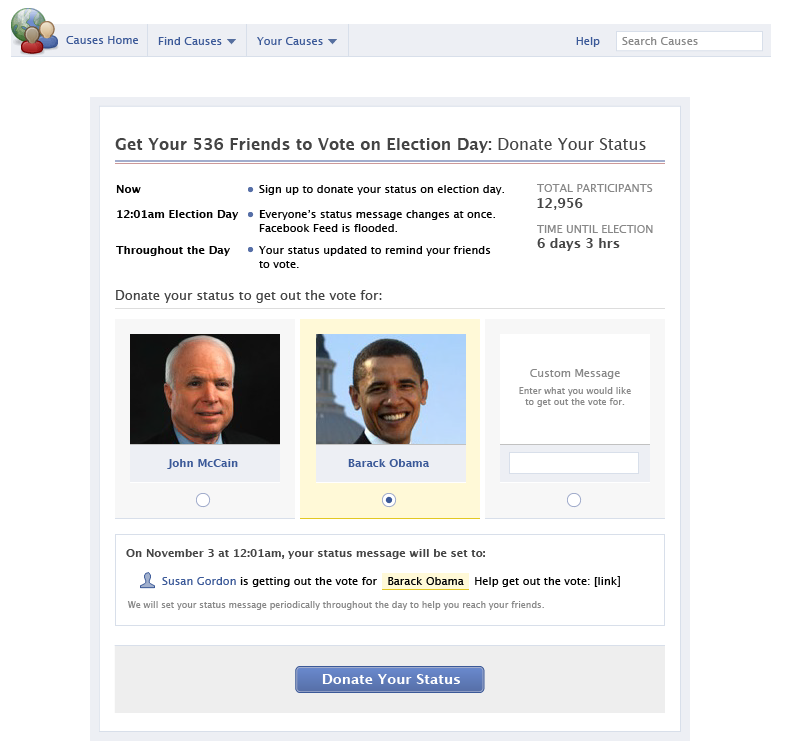 Causes Home
Find Causes
Your Causes
Help
Search Causes
Get Your 536 Friends to Vote on Election Day: Donate Your Status
Now
Sign up to donate your status on election day.
12:01am Election Day
Everyone's status message changes at once.
Facebook Feed is flooded.
Throughout the Day
Your status updated to remind your friends
to vote.
TOTAL PARTICIPANTS
12,956
TIME UNTIL ELECTION
6 days 3 hrs
Donate your status to get out the vote for:
John McCain
Barack Obama
Custom Message
Enter what you would like
to get out the vote for.
On November 3 at 12:01am, your status message will be set to:
Susan Gordon is getting out the vote for Barack Obama Help get out the vote: [link]
We will set your status message periodically throughout the day to help you reach your friends.
Donate Your Status